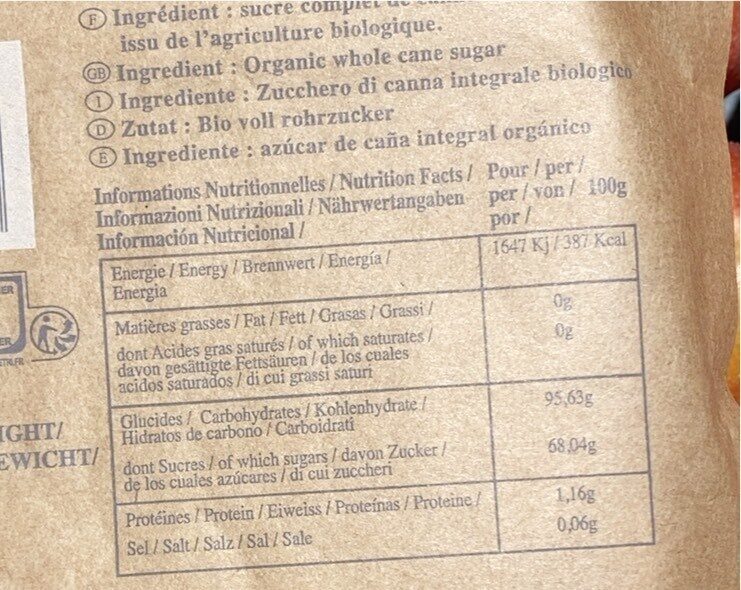 F Ingrédient : sucre complet
issu de l'agriculture biologique.
GB Ingredient : Organic whole cane sugar
I Ingrediente : Zucchero di canna integrale biologico
D Zutat : Bio voll rohrzucker
E Ingrediente : azúcar de caña integral orgánico
Informations Nutritionnelles / Nutrition Facts / Pour / per /
Informazioni Nutrizionali / Nährwertangaben per / von / 100g
Información Nutricional / por /
Energie / Energy / Brennwert / Energía / 1647 Kj / 387 Kcal
Energia
Matières grasses / Fat / Fett / Grasas / Grassi / 0g
dont Acides gras saturés / of which saturates / 0g
davon gesättigte Fettsäuren / de los cuales
acidos saturados / di cui grassi saturi
Glucides / Carbohydrates / Kohlenhydrate / 95,63g
Hidratos de carbono / Carboidrati
dont Sucres / of which sugars / davon Zucker / 68,04g
de los cuales azúcares / di cui zuccheri
Protéines / Protein / Eiweiss / Proteínas / Proteine / 1,16g
Sel / Salt / Salz / Sal / Sale 0,06g
ER
ER
TRI.FR
IGHT/
EWICHT/